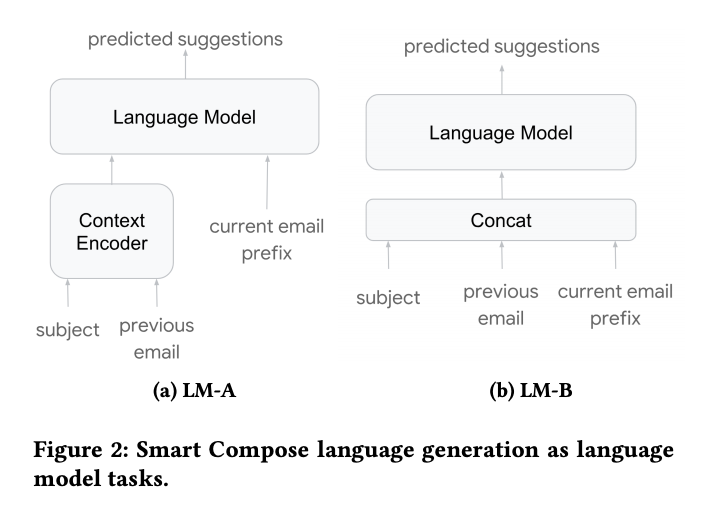 predicted suggestions
Language Model
Context
Encoder
current email
prefix
subject
previous
email
(a) LM-A
predicted suggestions
Language Model
Concat
subject
previous
email
current email
prefix
(b) LM-B
Figure 2: Smart Compose language generation as language
model tasks.